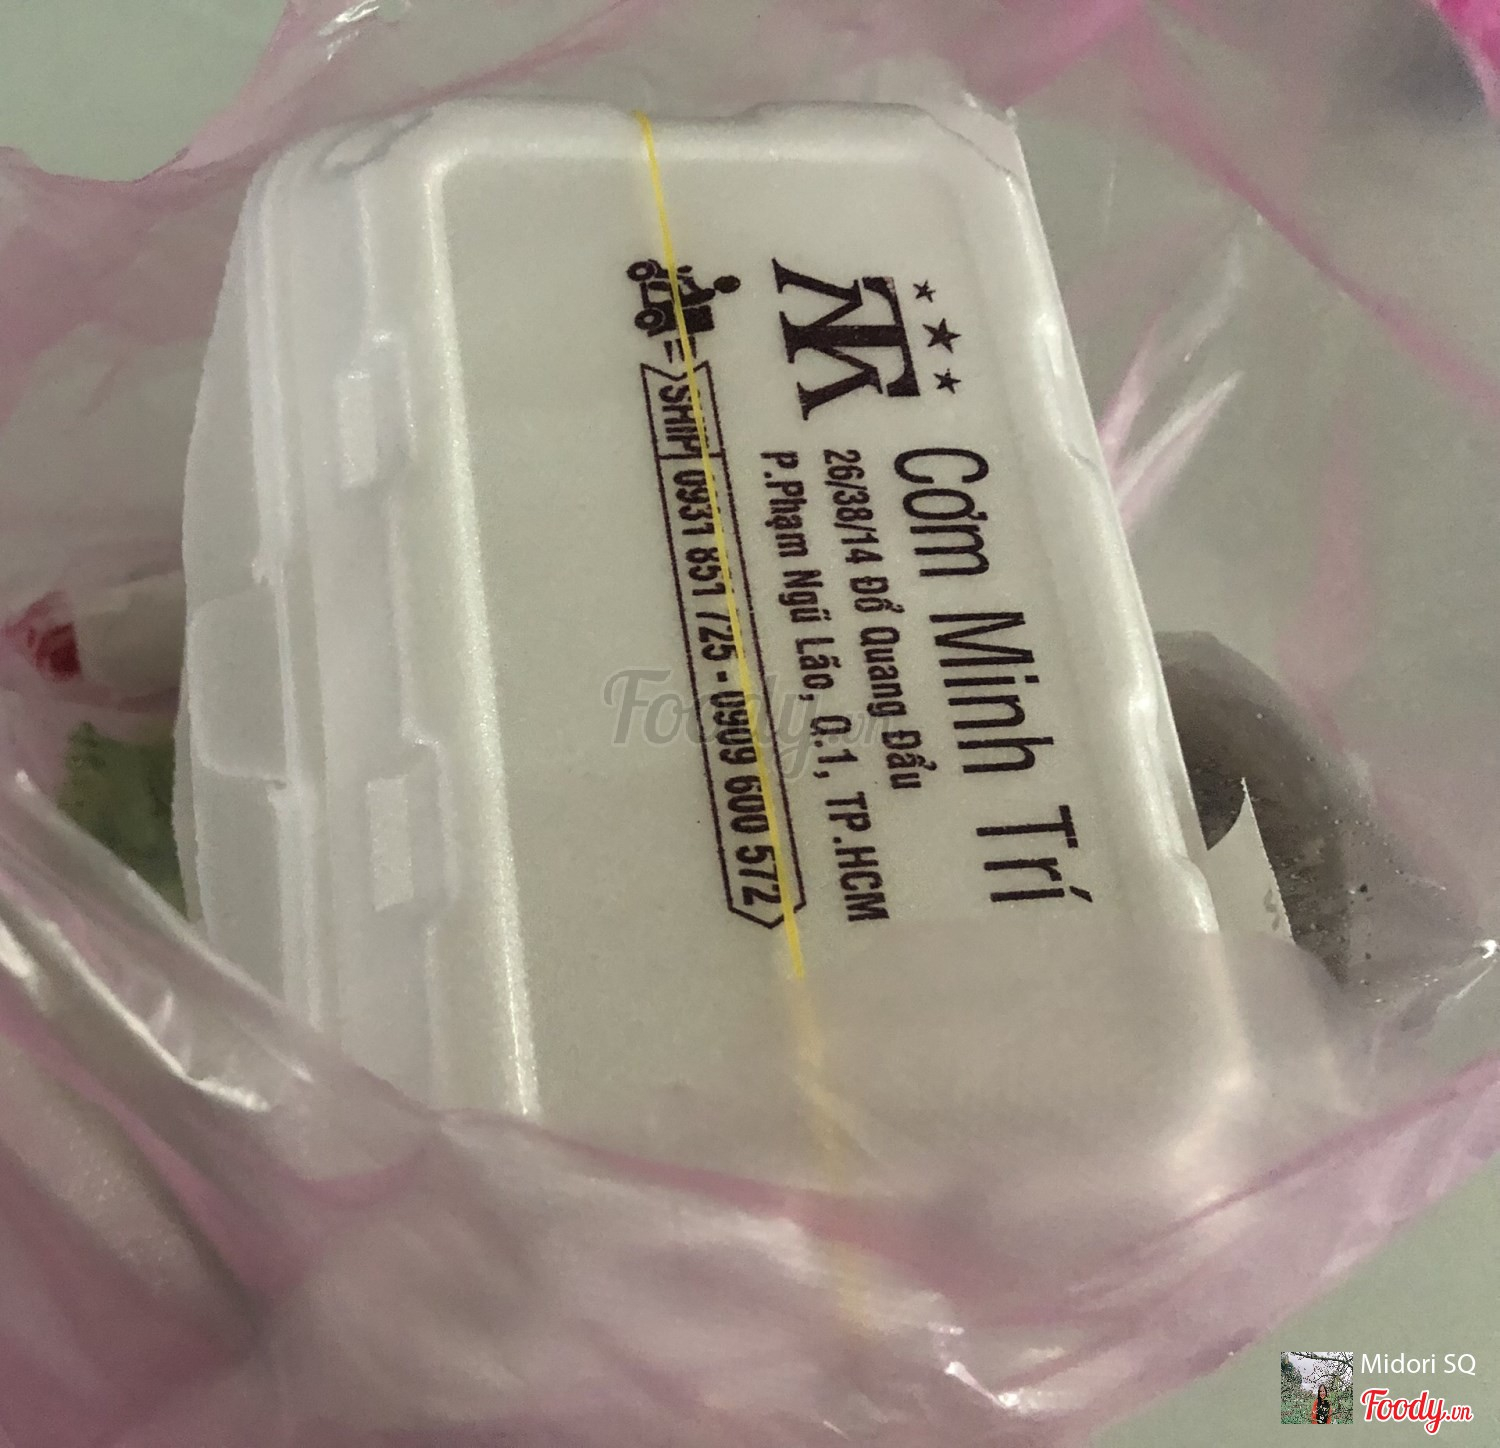 Cơm Minh Trí
26/38/14 Đỗ Quang Đẩu
P.Phạm Ngũ Lão, Q.1, TP.HCM
SHIP 0931 851 725 - 0909 600 572
Foody.vn
Midori SQ
Foody.vn